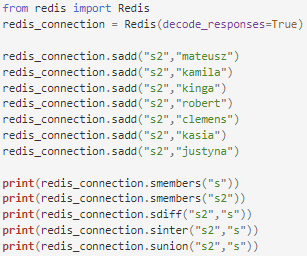 from redis import Redis
redis_connection = Redis(decode_responses=True)
redis_connection.sadd("s2","mateusz")
redis_connection.sadd("s2","kamila")
redis_connection.sadd("s2","kinga")
redis_connection.sadd("s2","robert")
redis_connection.sadd("s2","clemens")
redis_connection.sadd("s2","kasia")
redis_connection.sadd("s2","justyna")
print(redis_connection.smembers("s"))
print(redis_connection.smembers("s2"))
print(redis_connection.sdiff("s2","s"))
print(redis_connection.sinter("s2","s"))
print(redis_connection.sunion("s2","s"))